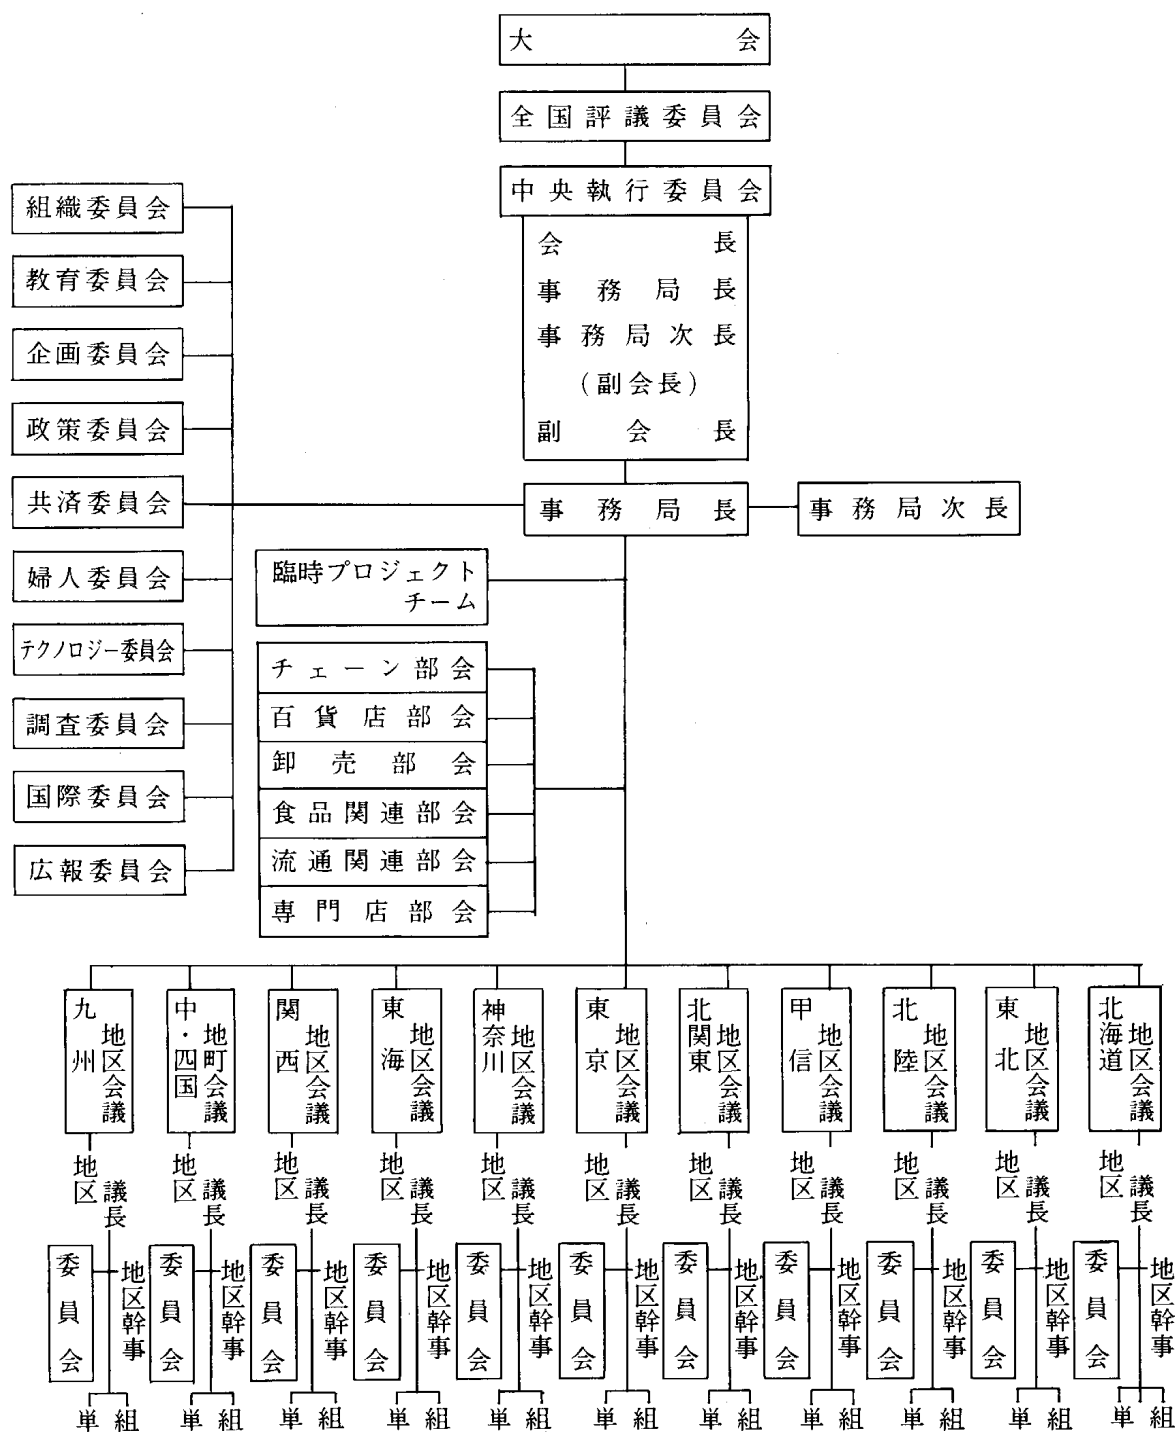 大会
全国評議委員会
中央執行委員会
会長
事務局長
事務局次長
(副会長)
副会長
事務局長
事務局次長
組織委員会
教育委員会
企画委員会
政策委員会
共済委員会
婦人委員会
テクノロジー委員会
調査委員会
国際委員会
広報委員会
臨時プロジェクト
チーム
チェーン部会
百貨店部会
卸売部会
食品関連部会
流通関連部会
専門店部会
九州
地区会議
中・四国
地町会議
関西
地区会議
東海
地区会議
神奈川
地区会議
東京
地区会議
北関東
地区会議
甲信
地区会議
北陸
地区会議
東北
地区会議
北海道
地区会議
地区
議長
地区
議長
地区
議長
地区
議長
地区
議長
地区
議長
地区
議長
地区
議長
地区
議長
地区
議長
地区
議長
委員会
地区幹事
委員会
地区幹事
委員会
地区幹事
委員会
地区幹事
委員会
地区幹事
委員会
地区幹事
委員会
地区幹事
委員会
地区幹事
委員会
地区幹事
委員会
地区幹事
委員会
地区幹事
単組
単組
単組
単組
単組
単組
単組
単組
単組
単組
単組